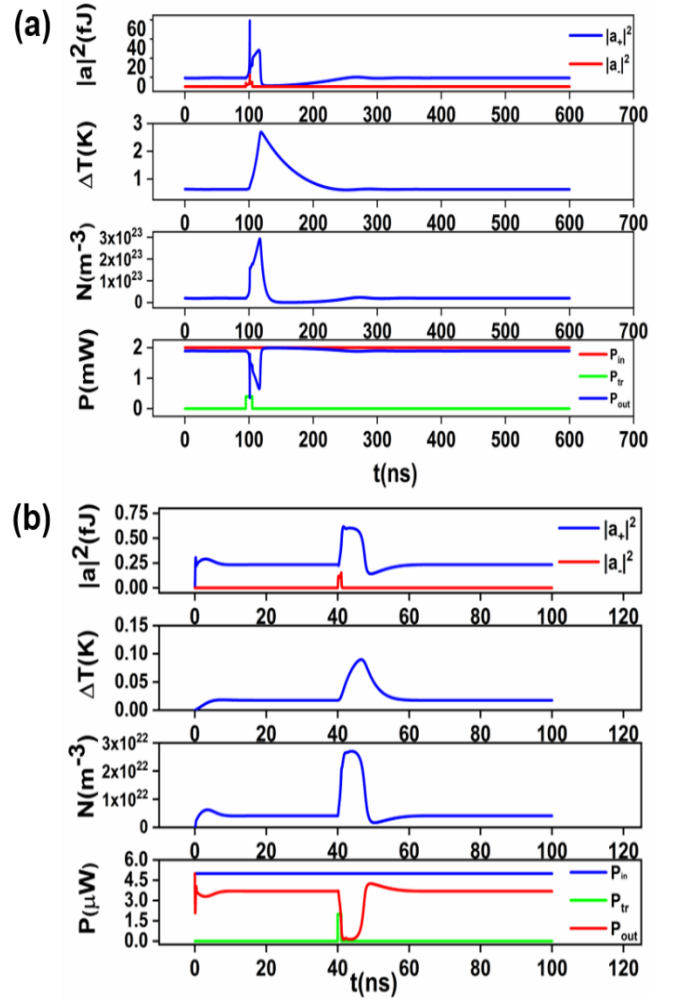 (a)
|a|²(fJ)
60
40
20
0
|a₊|²
|a₋|²
0 100 200 300 400 500 600 700
ΔT(K)
3
2
1
0 100 200 300 400 500 600 700
N(m⁻³)
3x10²³
2x10²³
1x10²³
0
0 100 200 300 400 500 600 700
P(mW)
2
1
0
Pin
Ptr
Pout
0 100 200 300 400 500 600 700
t(ns)
(b)
|a|²(fJ)
0.75
0.50
0.25
0.00
|a₊|²
|a₋|²
0 20 40 60 80 100 120
ΔT(K)
0.15
0.10
0.05
0.00
0 20 40 60 80 100 120
N(m⁻³)
3x10²²
2x10²²
1x10²²
0
0 20 40 60 80 100 120
P(μW)
6.0
4.5
3.0
1.5
0.0
Pin
Ptr
Pout
0 20 40 60 80 100 120
t(ns)